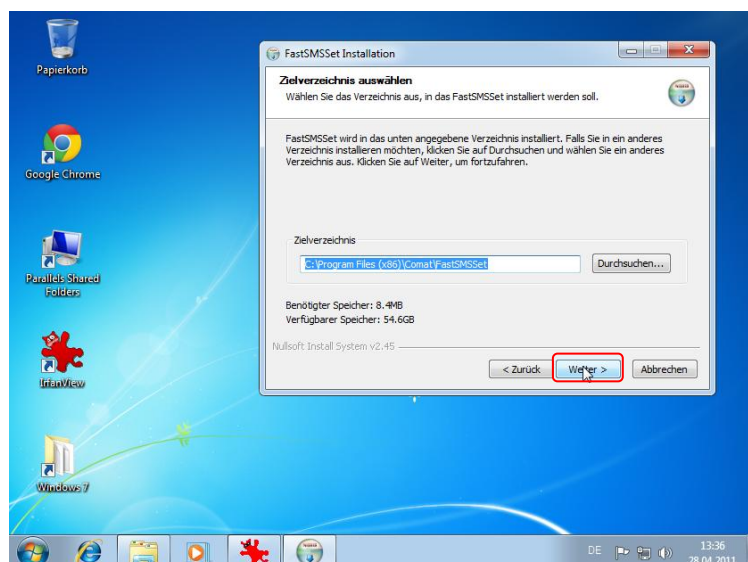 Papierkorb
Google Chrome
Parallels Shared
Folders
IrfanView
Windows 7
FastSMSSet Installation
Zielverzeichnis auswählen
Wählen Sie das Verzeichnis aus, in das FastSMSSet installiert werden soll.
FastSMSSet wird in das unten angegebene Verzeichnis installiert. Falls Sie in ein anderes
Verzeichnis installieren möchten, klicken Sie auf Durchsuchen und wählen Sie ein anderes
Verzeichnis aus. Klicken Sie auf Weiter, um fortzufahren.
Zielverzeichnis
C:\Program Files (x86)\Comat\FastSMSSet
Durchsuchen...
Benötigter Speicher: 8.4MB
Verfügbarer Speicher: 54.6GB
Nullsoft Install System v2.45
< Zurück Weiter > Abbrechen
DE 13:36
28.04.2011